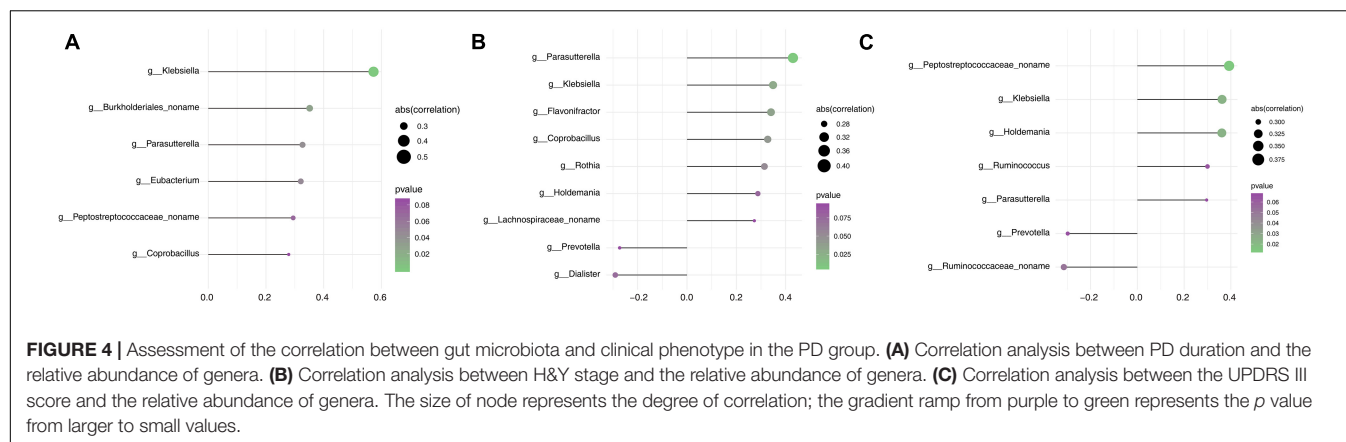 A
g__Klebsiella
g__Burkholderiales_noname
g__Parasutterella
g__Eubacterium
g__Peptostreptococcaceae_noname
g__Coprobacillus
0.0 0.2 0.4 0.6
abs(correlation)
0.3
0.4
0.5
pvalue
0.08
0.06
0.04
0.02
B
g__Parasutterella
g__Klebsiella
g__Flavonifractor
g__Coprobacillus
g__Rothia
g__Holdemania
g__Lachnospiraceae_noname
g__Prevotella
g__Dialister
−0.2 0.0 0.2 0.4
abs(correlation)
0.28
0.32
0.36
0.40
pvalue
0.075
0.050
0.025
C
g__Peptostreptococcaceae_noname
g__Klebsiella
g__Holdemania
g__Ruminococcus
g__Parasutterella
g__Prevotella
g__Ruminococcaceae_noname
−0.2 0.0 0.2 0.4
abs(correlation)
0.300
0.325
0.350
0.375
pvalue
0.06
0.05
0.04
0.03
0.02
FIGURE 4 | Assessment of the correlation between gut microbiota and clinical phenotype in the PD group. (A) Correlation analysis between PD duration and the
relative abundance of genera. (B) Correlation analysis between H&Y stage and the relative abundance of genera. (C) Correlation analysis between the UPDRS III
score and the relative abundance of genera. The size of node represents the degree of correlation; the gradient ramp from purple to green represents the p value
from larger to small values.